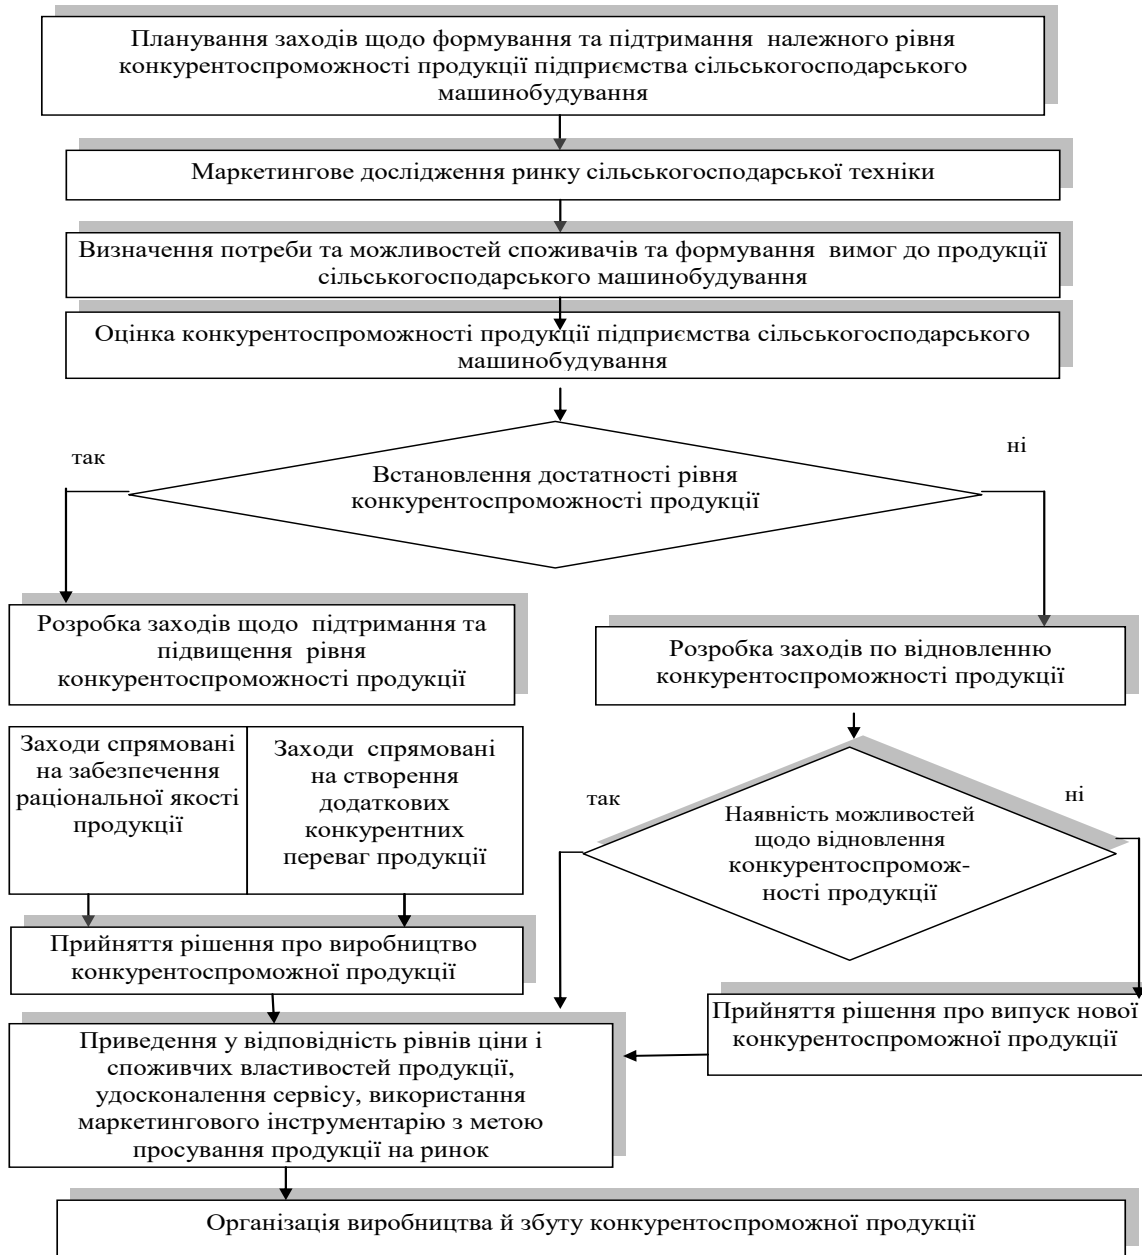 Планування заходів щодо формування та підтримання належного рівня
конкурентоспроможності продукції підприємства сільськогосподарського
машинобудування
Маркетингове дослідження ринку сільськогосподарської техніки
Визначення потреби та можливостей споживачів та формування вимог до продукції
сільськогосподарського машинобудування
Оцінка конкурентоспроможності продукції підприємства сільськогосподарського
машинобудування
так
ні
Встановлення достатності рівня
конкурентоспроможності продукції
Розробка заходів щодо підтримання та
підвищення рівня
конкурентоспроможності продукції
Розробка заходів по відновленню
конкурентоспроможності продукції
Заходи спрямовані
на забезпечення
раціональної якості
продукції
Заходи спрямовані
на створення
додаткових
конкурентних
переваг продукції
так
ні
Наявність можливостей
щодо відновлення
конкурентоспромож-
ності продукції
Прийняття рішення про виробництво
конкурентоспроможної продукції
Прийняття рішення про випуск нової
конкурентоспроможної продукції
Приведення у відповідність рівнів ціни і
споживчих властивостей продукції,
удосконалення сервісу, використання
маркетингового інструментарію з метою
просування продукції на ринок
Організація виробництва й збуту конкурентоспроможної продукції